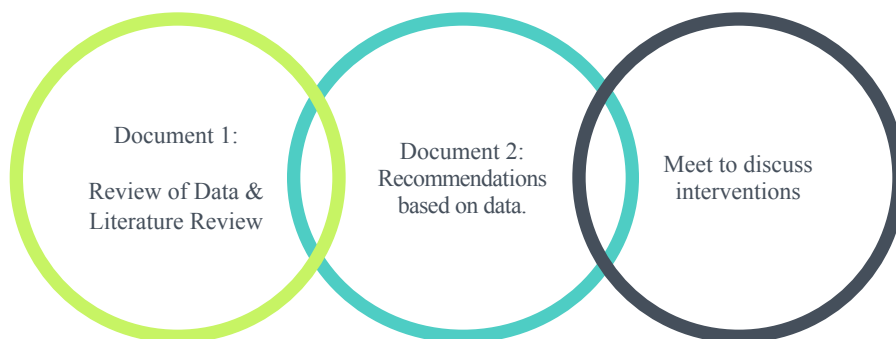 Document 1:
Review of Data &
Literature Review
Document 2:
Recommendations
based on data.
Meet to discuss
interventions